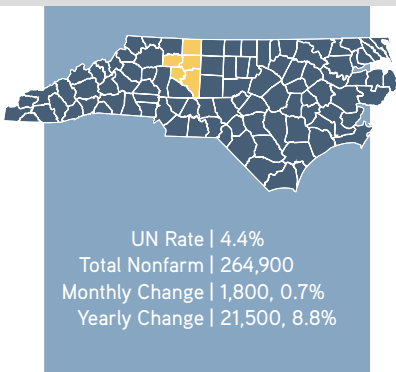 UN Rate | 4.4%
Total Nonfarm | 264,900
Monthly Change | 1,800, 0.7%
Yearly Change | 21,500, 8.8%